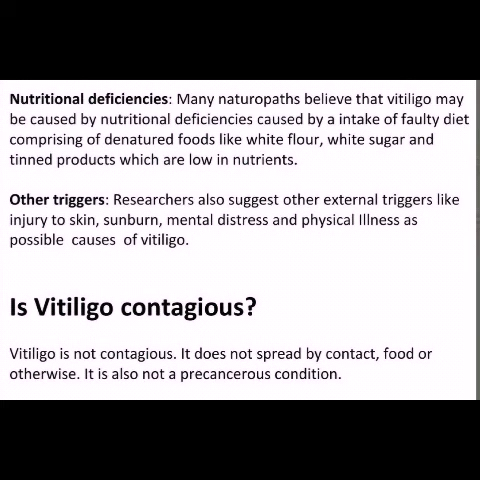 Nutritional deficiencies: Many naturopaths believe that vitiligo may
be caused by nutritional deficiencies caused by a intake of faulty diet
comprising of denatured foods like white flour, white sugar and
tinned products which are low in nutrients.
Other triggers: Researchers also suggest other external triggers like
injury to skin, sunburn, mental distress and physical Illness as
possible causes of vitiligo.
Is Vitiligo contagious?
Vitiligo is not contagious. It does not spread by contact, food or
otherwise. It is also not a precancerous condition.